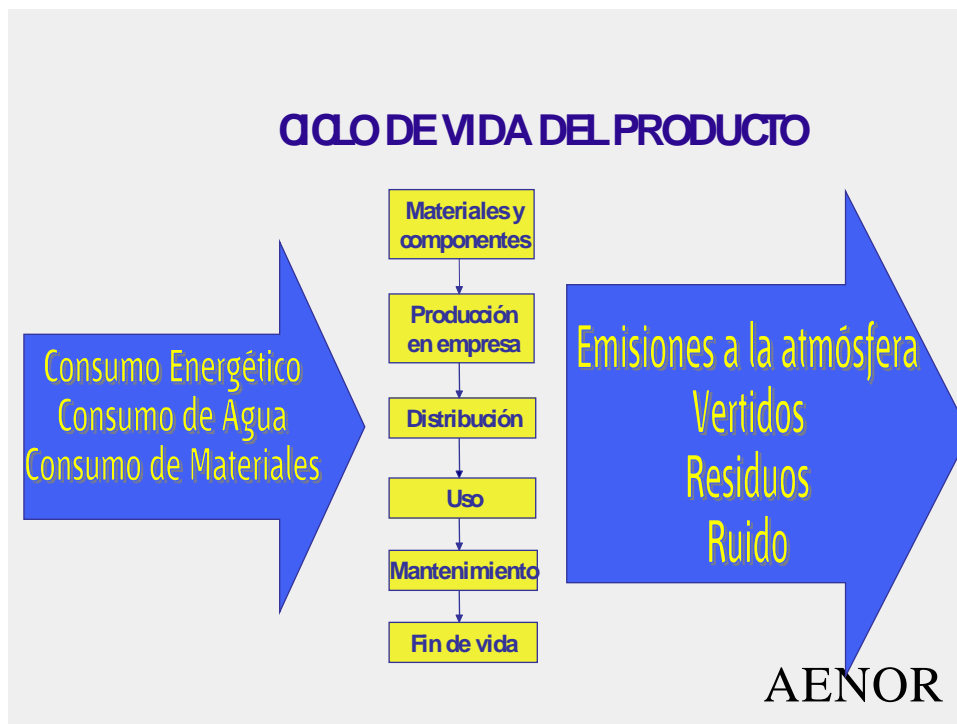 CICLO DE VIDA DEL PRODUCTO
Consumo Energético
Consumo de Agua
Consumo de Materiales
Materiales y
componentes
Producción
en empresa
Distribución
Uso
Mantenimiento
Fin de vida
Emisiones a la atmósfera
Vertidos
Residuos
Ruido
AENOR